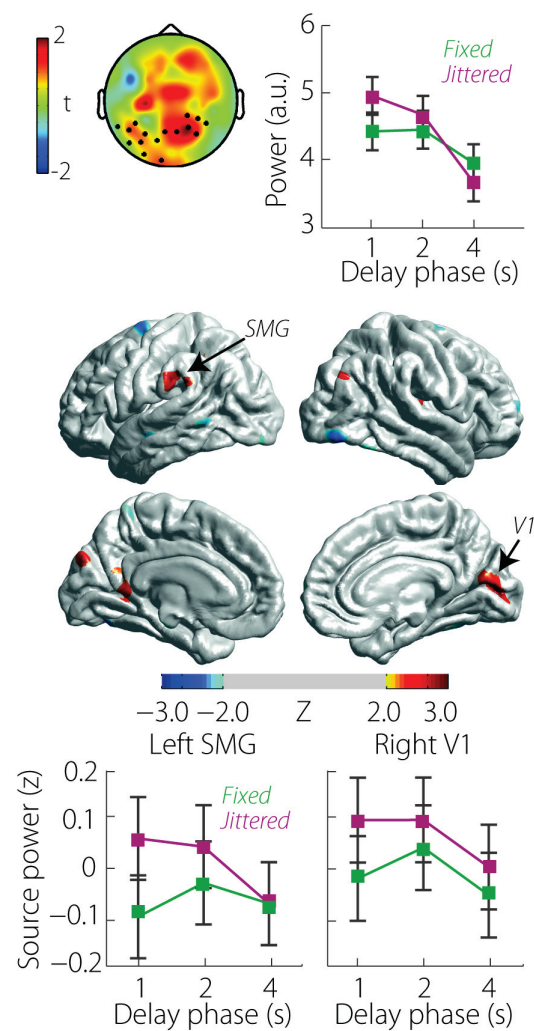 2
t
-2
Power (a.u.)
6
5
4
3
Fixed
Jittered
1 2 4
Delay phase (s)
SMG
V1
−3.0 −2.0 Z 2.0 3.0
Left SMG
Right V1
Source power (z)
0.2
0.1
0
−0.1
−0.2
Fixed
Jittered
1 2 4
Delay phase (s)
1 2 4
Delay phase (s)